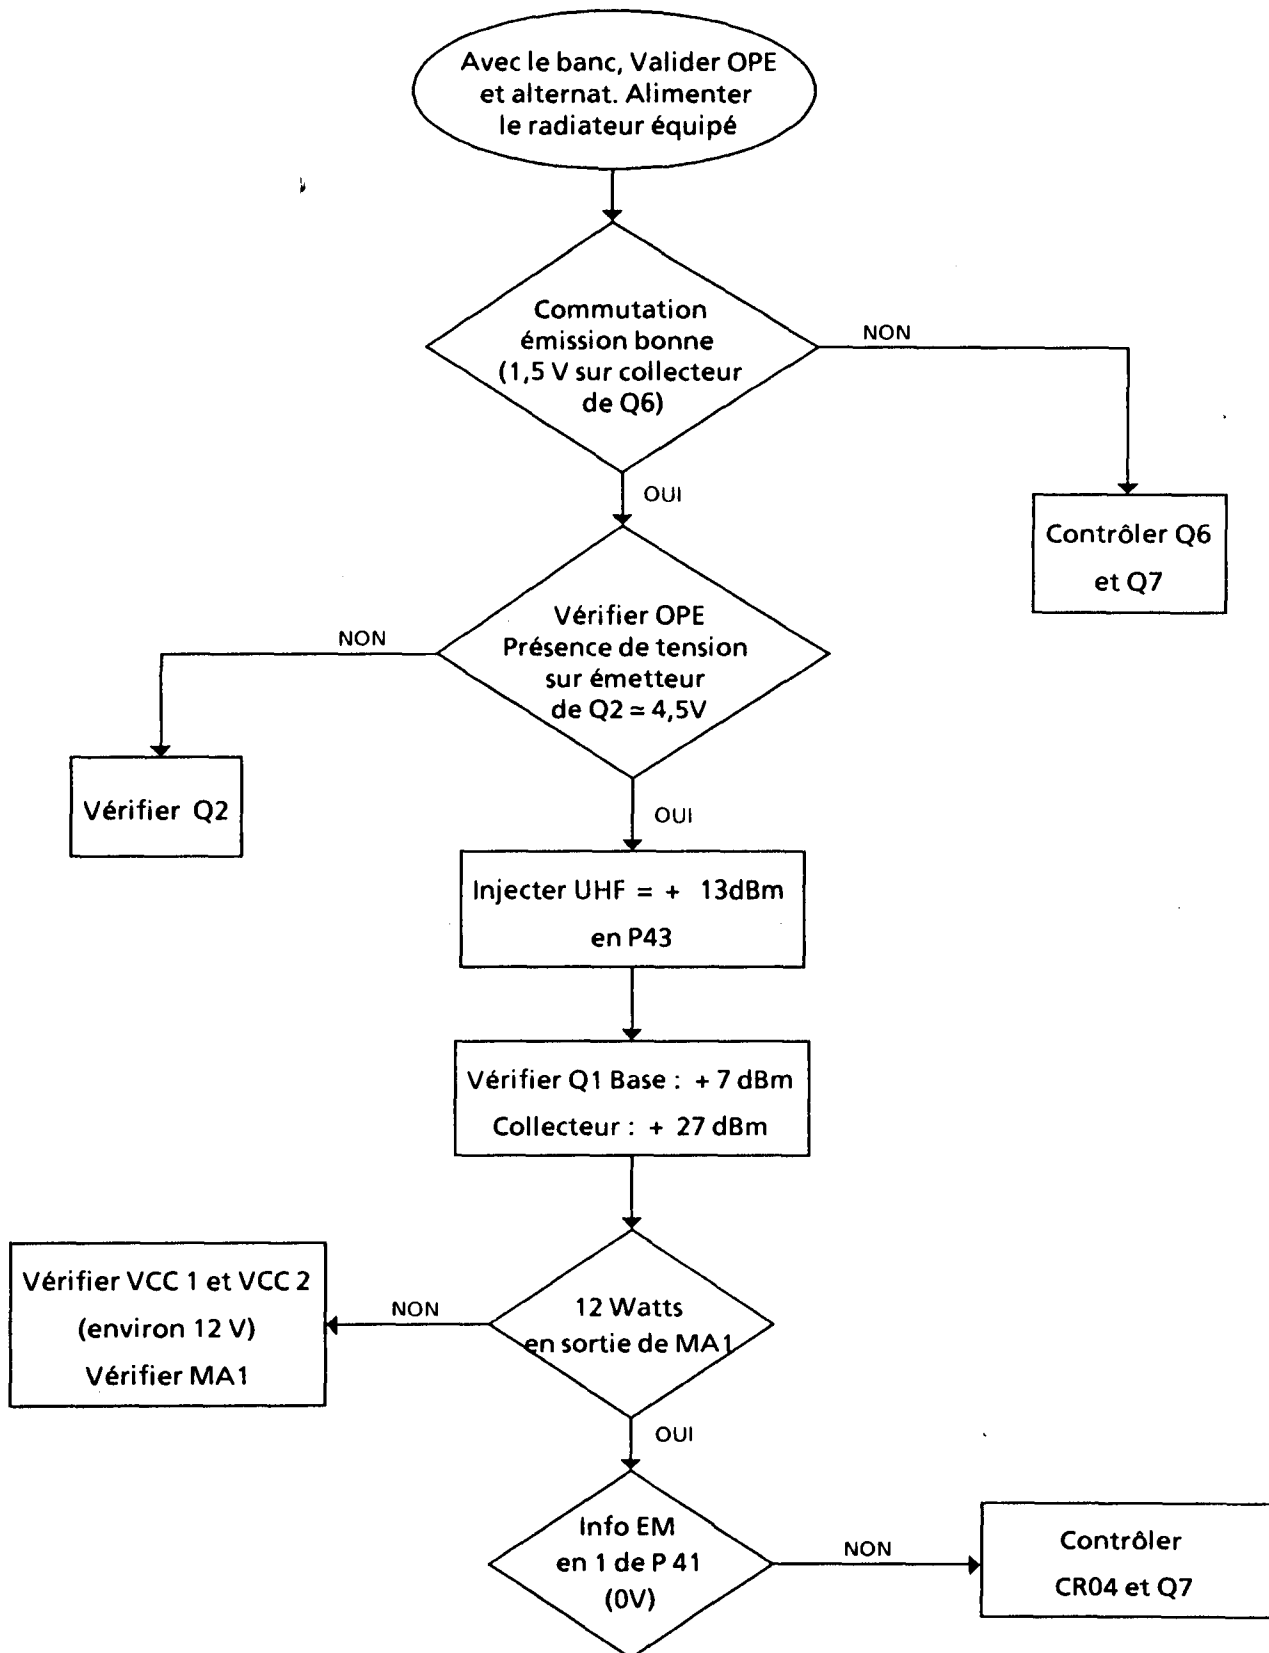 Avec le banc, Valider OPE
et alternat. Alimenter
le radiateur équipé
Commutation
émission bonne
(1,5 V sur collecteur
de Q6)
NON
OUI
Contrôler Q6
et Q7
Vérifier OPE
Présence de tension
sur émetteur
de Q2 ≃ 4,5V
NON
Vérifier Q2
OUI
Injecter UHF = + 13dBm
en P43
Vérifier Q1 Base : + 7 dBm
Collecteur : + 27 dBm
12 Watts
en sortie de MA1
NON
Vérifier VCC 1 et VCC 2
(environ 12 V)
Vérifier MA1
OUI
Info EM
en 1 de P 41
(0V)
NON
Contrôler
CR04 et Q7